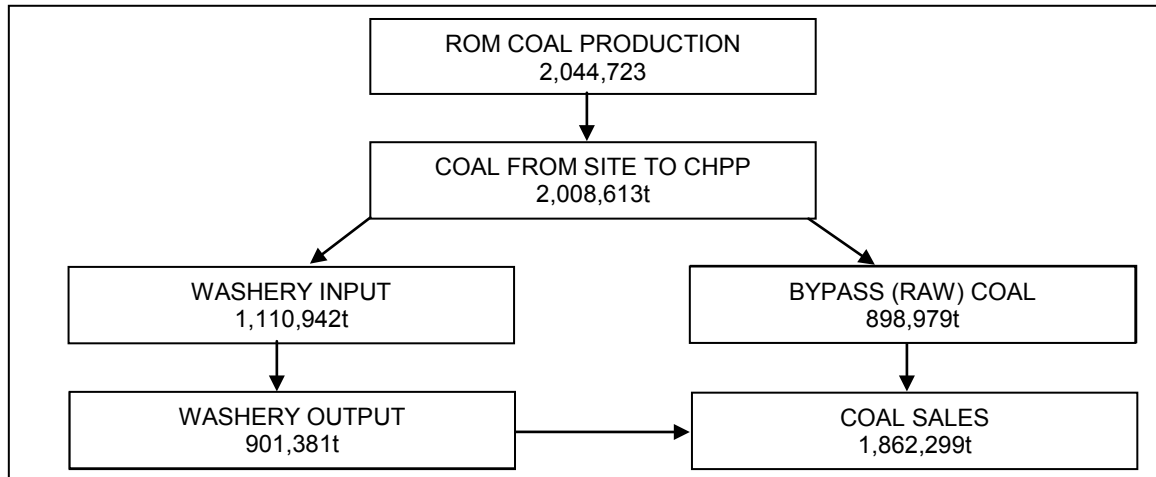 ROM COAL PRODUCTION
2,044,723
COAL FROM SITE TO CHPP
2,008,613t
WASHERY INPUT
1,110,942t
BYPASS (RAW) COAL
898,979t
WASHERY OUTPUT
901,381t
COAL SALES
1,862,299t